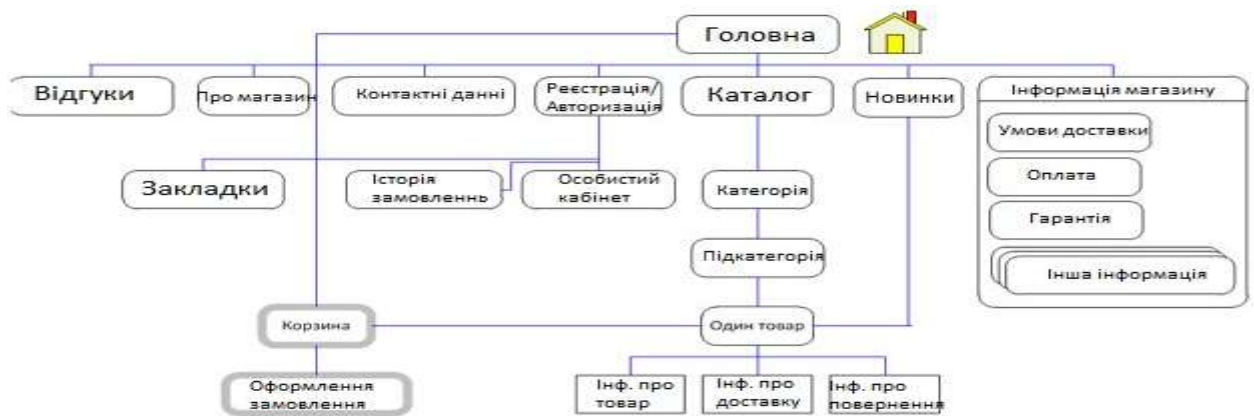 Головна
Відгуки
Про магазин
Контактні данні
Реєстрація/
Авторизація
Каталог
Новинки
Інформація магазину
Умови доставки
Оплата
Гарантія
Інша інформація
Закладки
Історія
замовленнь
Особистий
кабінет
Категорія
Підкатегорія
Корзина
Один товар
Оформлення
замовлення
Інф. про
товар
Інф. про
доставку
Інф. про
повернення